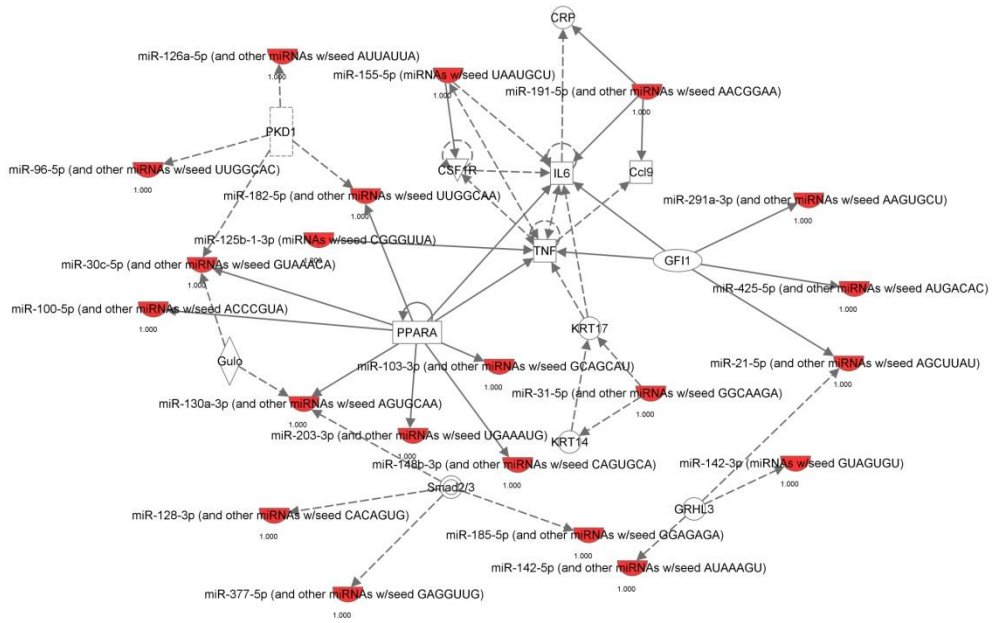 CRP
miR-126a-5p (and other miRNAs w/seed AUUAUUA)
1.000
miR-155-5p (miRNAs w/seed UAAUGCU)
1.000
miR-191-5p (and other miRNAs w/seed AACGGAA)
1.000
PKD1
miR-96-5p (and other miRNAs w/seed UUGGCAC)
1.000
CSF1R
IL6
Ccl9
miR-182-5p (and other miRNAs w/seed UUGGCAA)
1.000
miR-291a-3p (and other miRNAs w/seed AAGUGCU)
1.000
miR-125b-1-3p (miRNAs w/seed CGGGUUA)
1.000
TNF
miR-30c-5p (and other miRNAs w/seed GUAAACA)
1.000
GFI1
miR-425-5p (and other miRNAs w/seed AUGACAC)
1.000
miR-100-5p (and other miRNAs w/seed ACCCGUA)
1.000
PPARA
KRT17
Gulo
miR-103-3p (and other miRNAs w/seed GCAGCAU)
1.000
miR-21-5p (and other miRNAs w/seed AGCUUAU)
1.000
miR-31-5p (and other miRNAs w/seed GGCAAGA)
1.000
miR-130a-3p (and other miRNAs w/seed AGUGCAA)
1.000
miR-203-3p (and other miRNAs w/seed UGAAAUG)
1.000
KRT14
miR-148b-3p (and other miRNAs w/seed CAGUGCA)
1.000
miR-142-3p (miRNAs w/seed GUAGUGU)
1.000
Smad2/3
miR-128-3p (and other miRNAs w/seed CACAGUG)
1.000
GRHL3
miR-185-5p (and other miRNAs w/seed GGAGAGA)
1.000
miR-142-5p (and other miRNAs w/seed AUAAAGU)
1.000
miR-377-5p (and other miRNAs w/seed GAGGUUG)
1.000